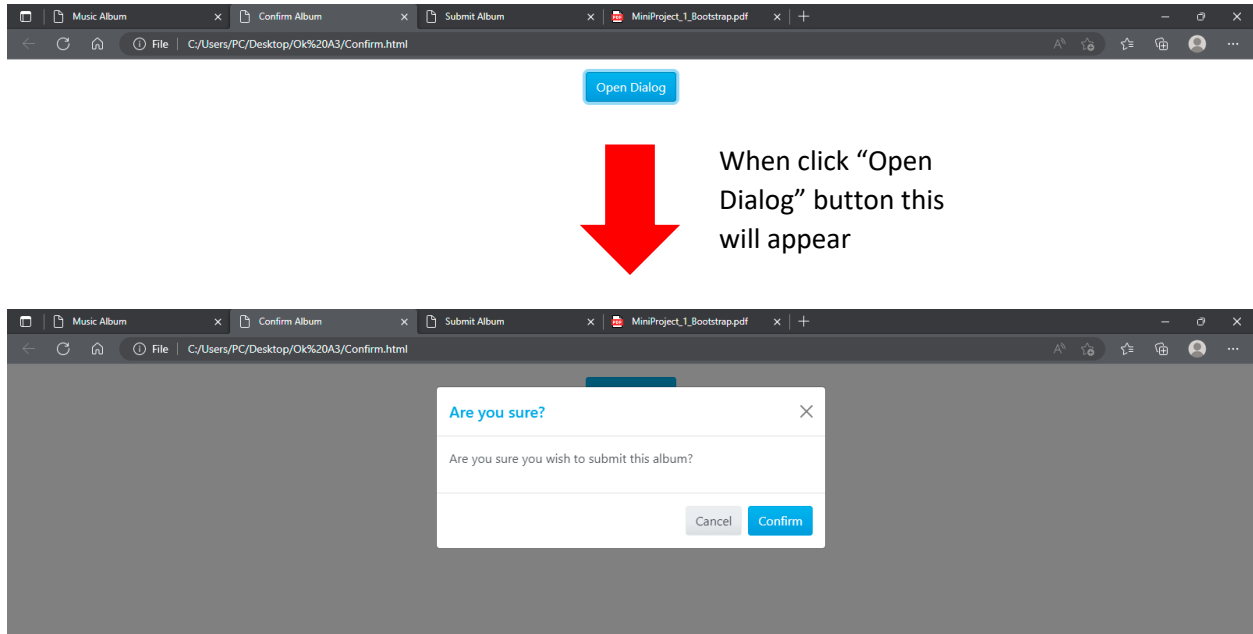 Music Album
Confirm Album
Submit Album
PDF
MiniProject_1_Bootstrap.pdf
File
C:/Users/PC/Desktop/Ok%20A3/Confirm.html
Open Dialog
When click “Open
Dialog” button this
will appear
Music Album
Confirm Album
Submit Album
PDF
MiniProject_1_Bootstrap.pdf
File
C:/Users/PC/Desktop/Ok%20A3/Confirm.html
Are you sure?
Are you sure you wish to submit this album?
Cancel
Confirm